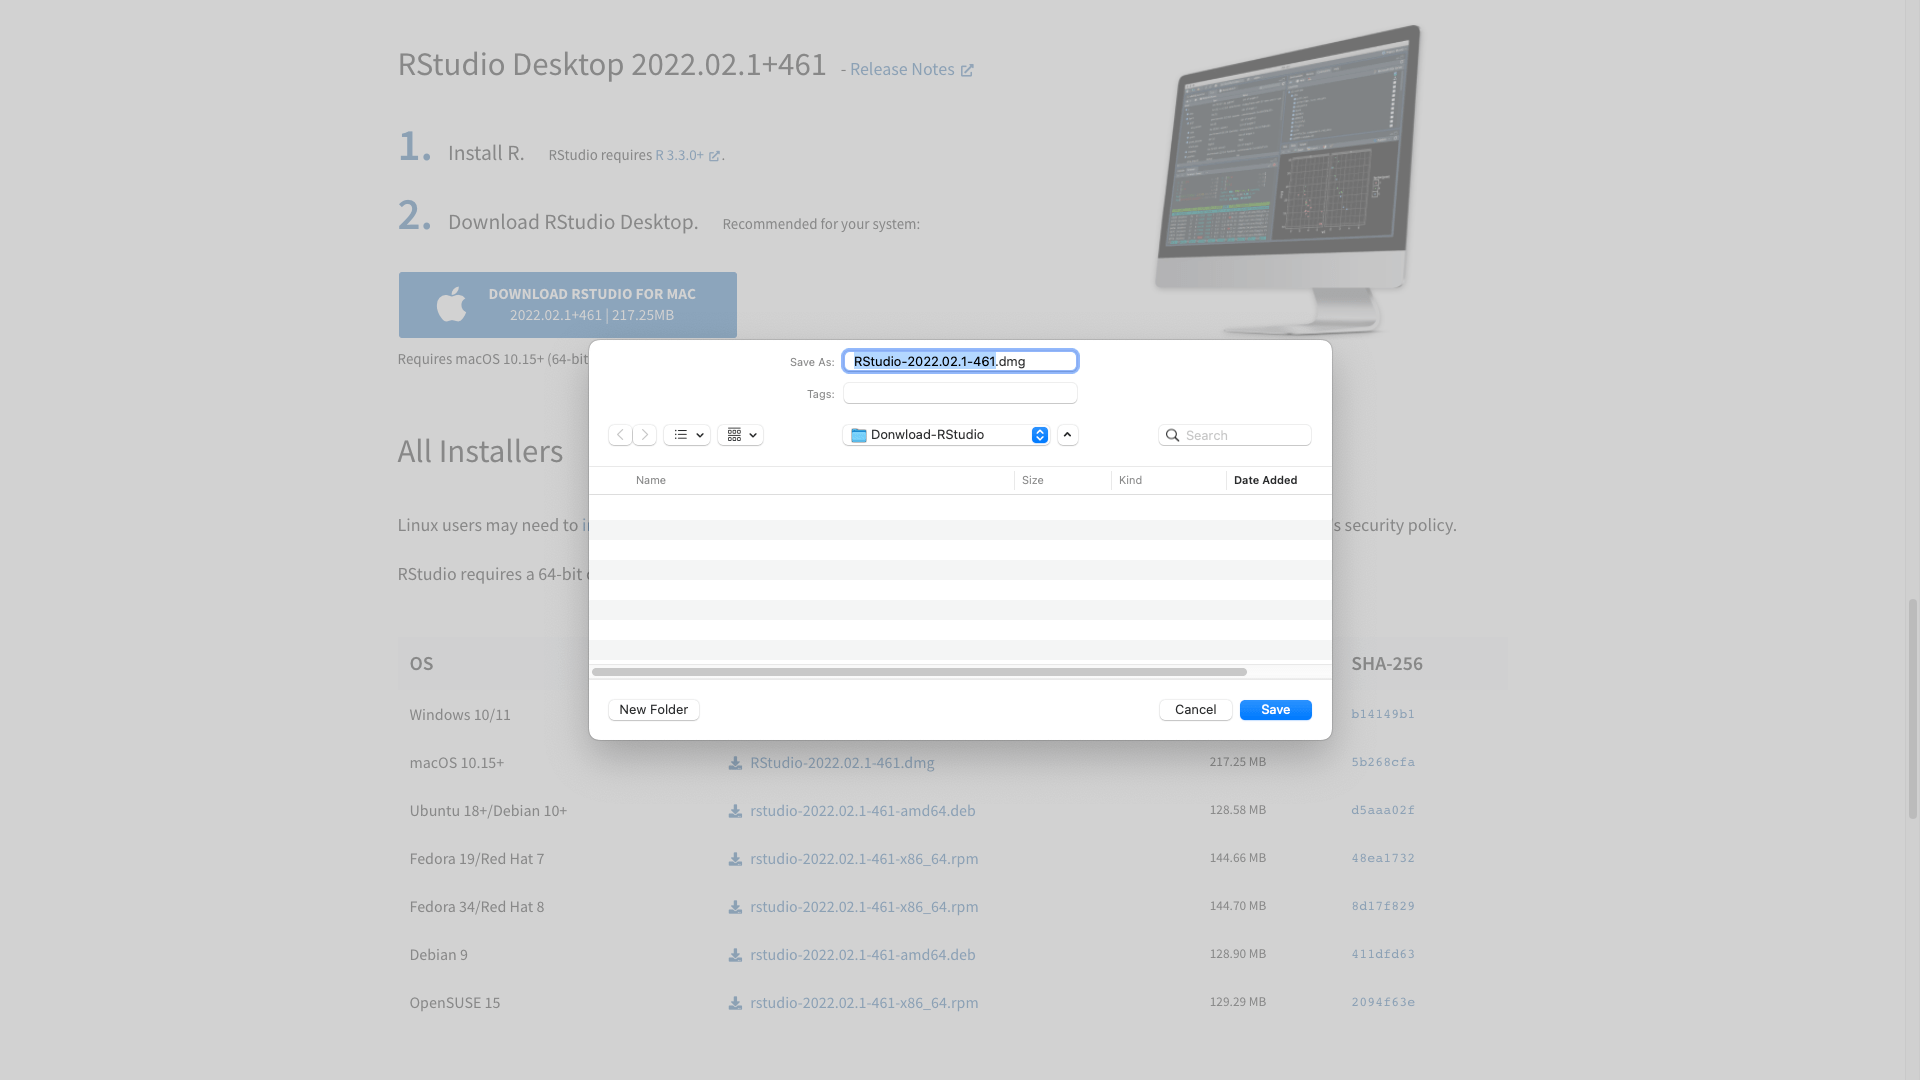 RStudio Desktop 2022.02.1+461 - Release Notes
1. Install R. RStudio requires R 3.3.0+ .
2. Download RStudio Desktop. Recommended for your system:
DOWNLOAD RSTUDIO FOR MAC
2022.02.1+461 | 217.25MB
Requires macOS 10.15+ (64-bit
Save As: RStudio-2022.02.1-461.dmg
Tags:
Donwload-RStudio
Search
Name Size Kind Date Added
New Folder Cancel Save
All Installers
Linux users may need to i s security policy.
RStudio requires a 64-bit
OS SHA-256
Windows 10/11 b14149b1
macOS 10.15+ RStudio-2022.02.1-461.dmg 217.25 MB 5b268cfa
Ubuntu 18+/Debian 10+ rstudio-2022.02.1-461-amd64.deb 128.58 MB d5aaa02f
Fedora 19/Red Hat 7 rstudio-2022.02.1-461-x86_64.rpm 144.66 MB 48ea1732
Fedora 34/Red Hat 8 rstudio-2022.02.1-461-x86_64.rpm 144.70 MB 8d17f829
Debian 9 rstudio-2022.02.1-461-amd64.deb 128.90 MB 411dfd63
OpenSUSE 15 rstudio-2022.02.1-461-x86_64.rpm 129.29 MB 2094f63e